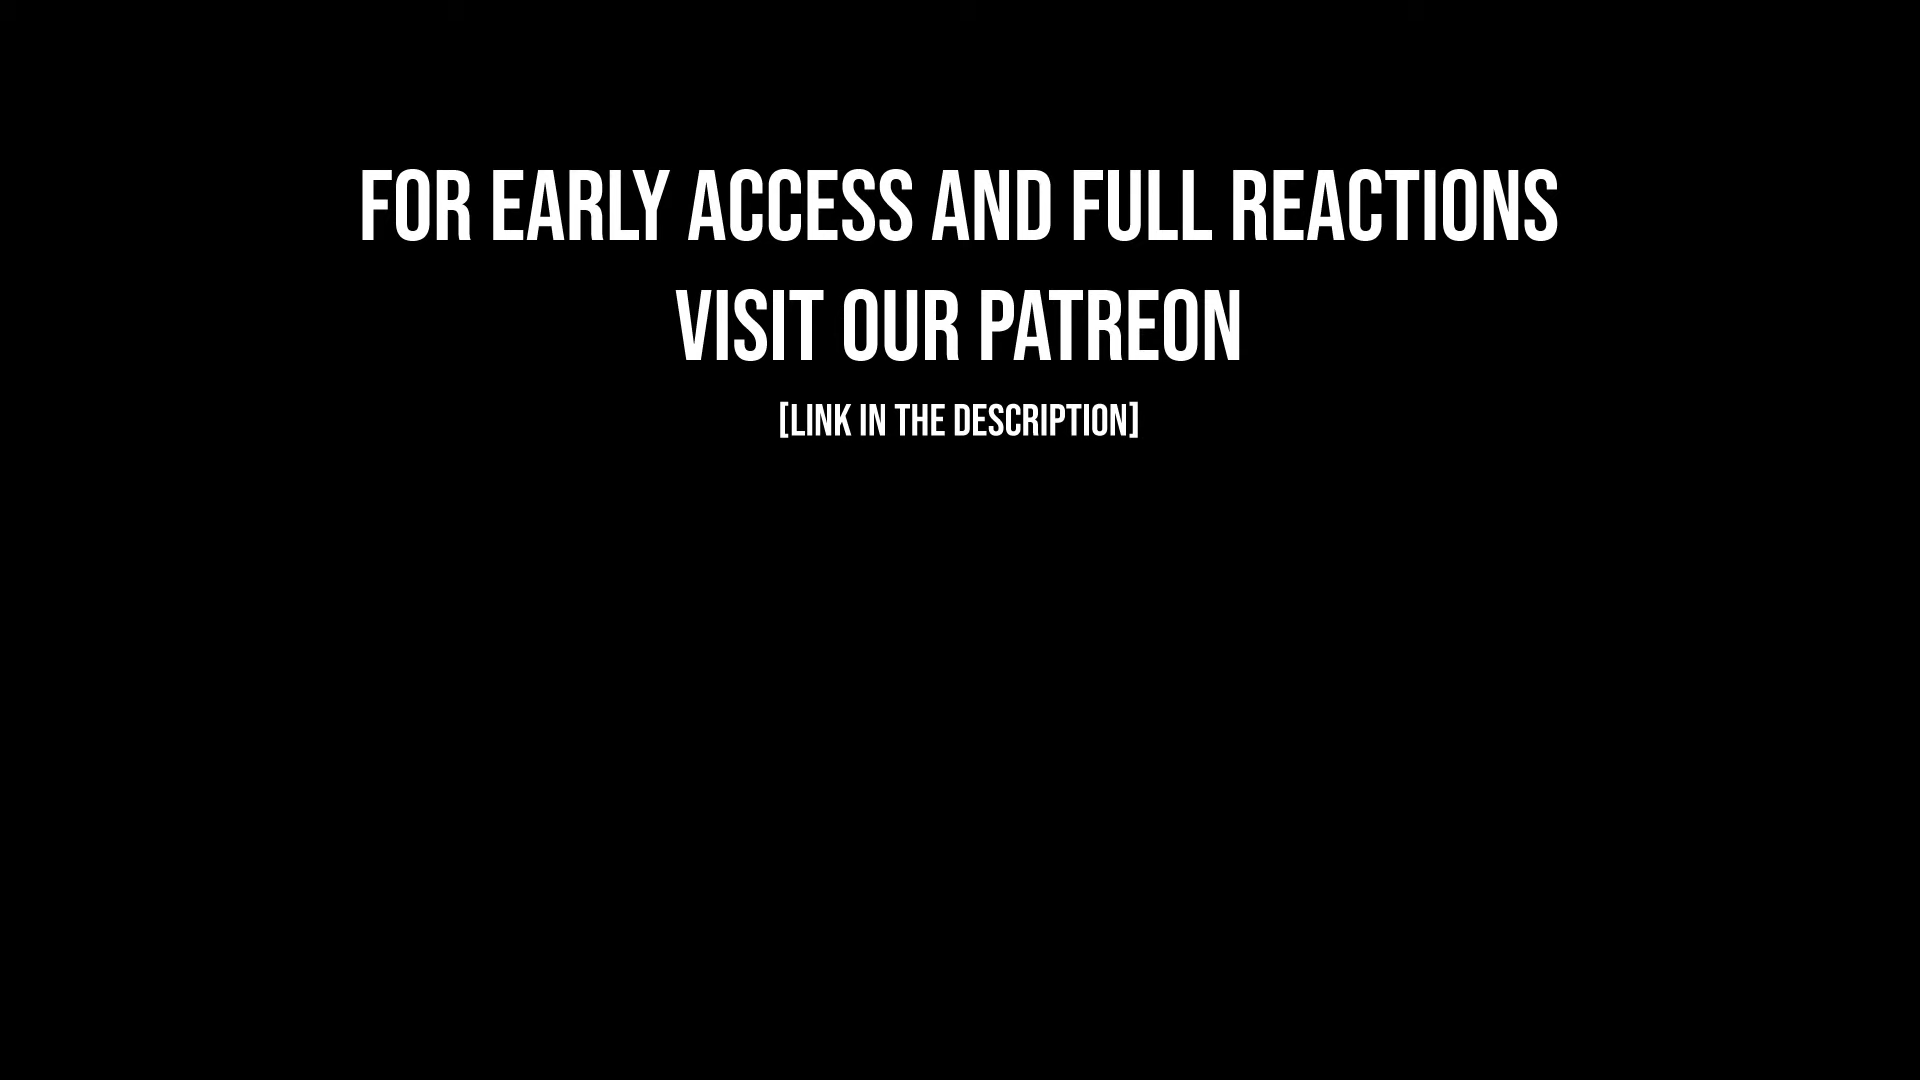 FOR EARLY ACCESS AND FULL REACTIONS
VISIT OUR PATREON
[LINK IN THE DESCRIPTION]